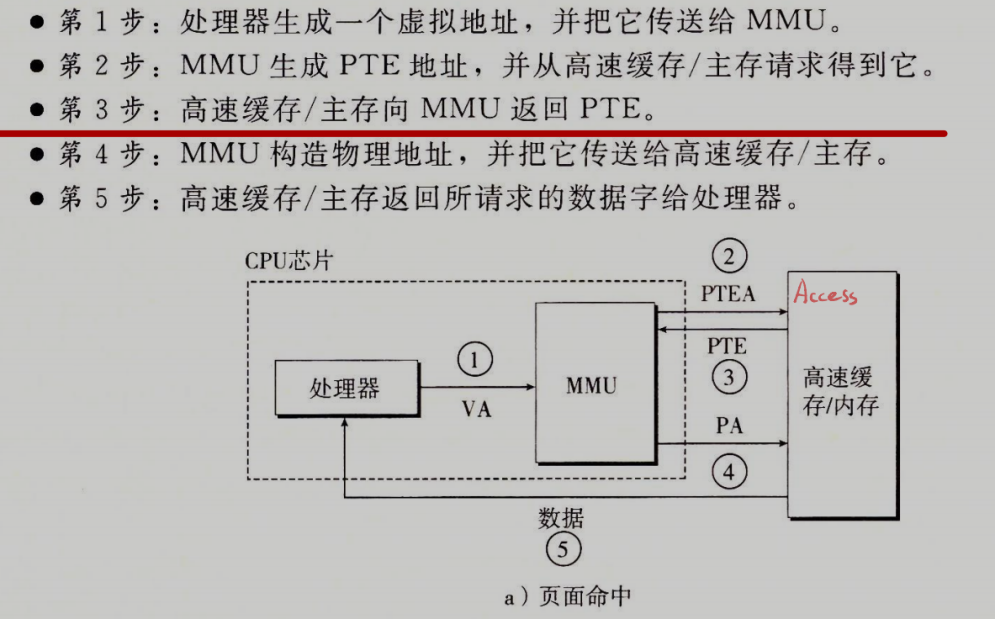 ● 第 1 步：处理器生成一个虚拟地址，并把它传送给 MMU。
● 第 2 步：MMU 生成 PTE 地址，并从高速缓存/主存请求得到它。
● 第 3 步：高速缓存/主存向 MMU 返回 PTE。
● 第 4 步：MMU 构造物理地址，并把它传送给高速缓存/主存。
● 第 5 步：高速缓存/主存返回所请求的数据字给处理器。
CPU芯片
②
PTEA
Access
处理器
①
VA
MMU
PTE
③
高速缓
存/内存
PA
④
数据
⑤
a）页面命中